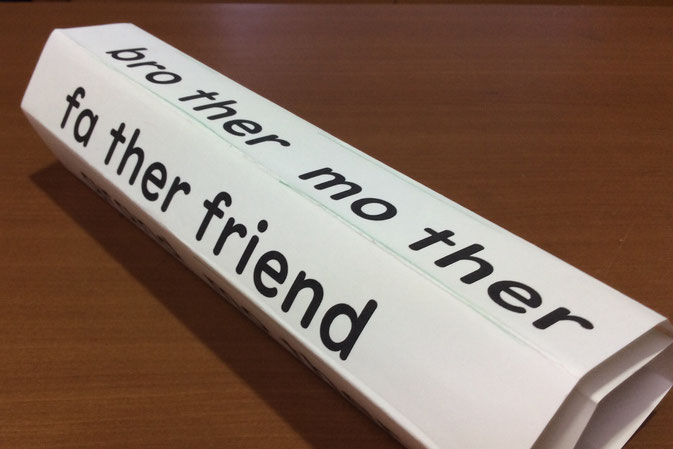 bro ther mo ther
fa ther friend